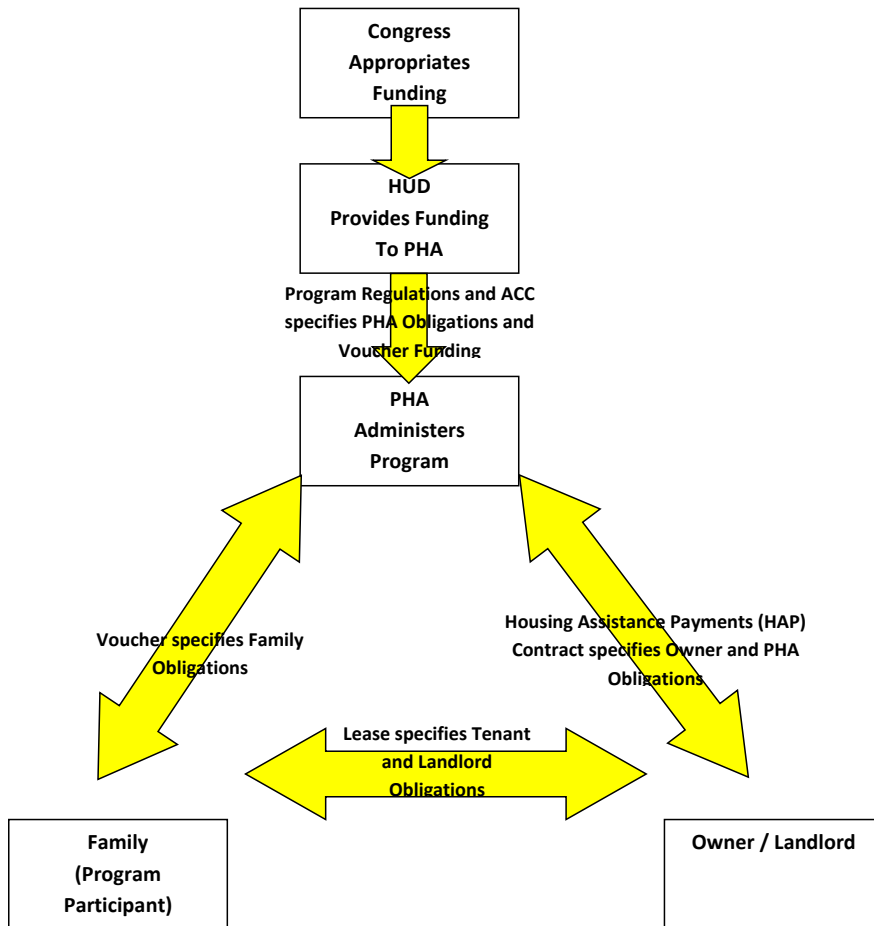 Congress
Appropriates
Funding
HUD
Provides Funding
To PHA
Program Regulations and ACC
specifies PHA Obligations and
Voucher Funding
PHA
Administers
Program
Voucher specifies Family
Obligations
Housing Assistance Payments (HAP)
Contract specifies Owner and PHA
Obligations
Lease specifies Tenant
and Landlord
Obligations
Family
(Program
Participant)
Owner / Landlord